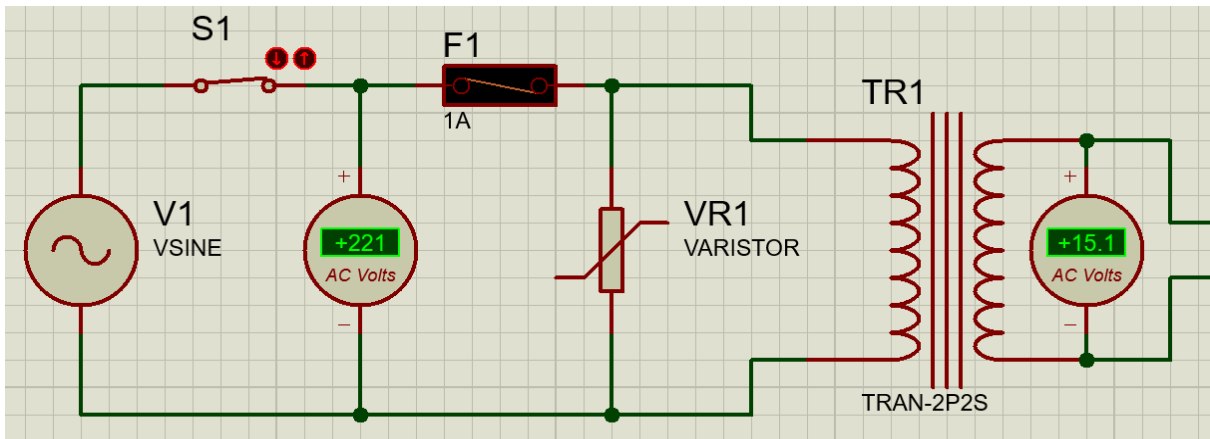 S1
F1
1A
TR1
V1
VSINE
+
+221
AC Volts
−
VR1
VARISTOR
+
+15.1
AC Volts
−
TRAN-2P2S